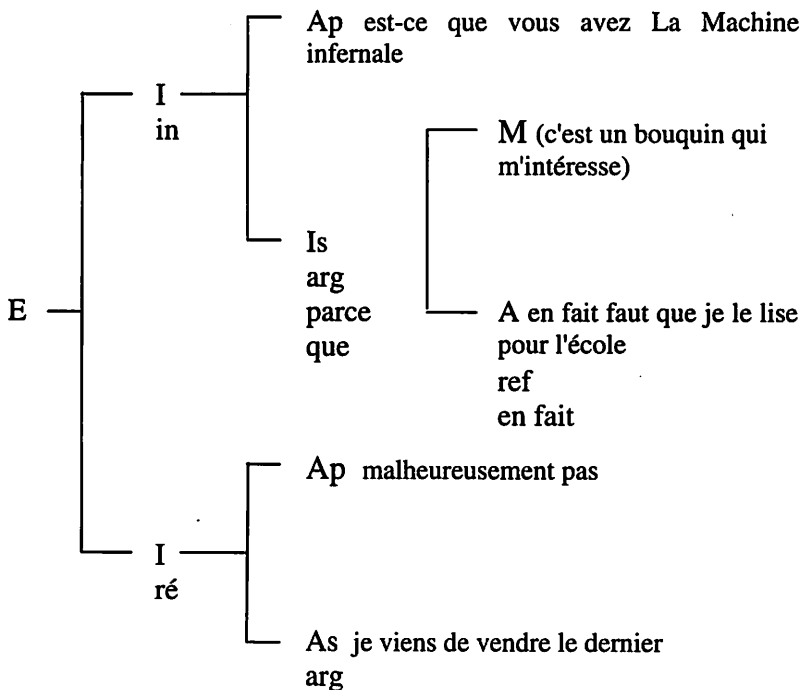 Ap est-ce que vous avez La Machine
infernale
I
in
M (c'est un bouquin qui
m'intéresse)
Is
arg
parce
que
E
A en fait faut que je le lise
pour l'école
ref
en fait
Ap malheureusement pas
I
ré
As je viens de vendre le dernier
arg